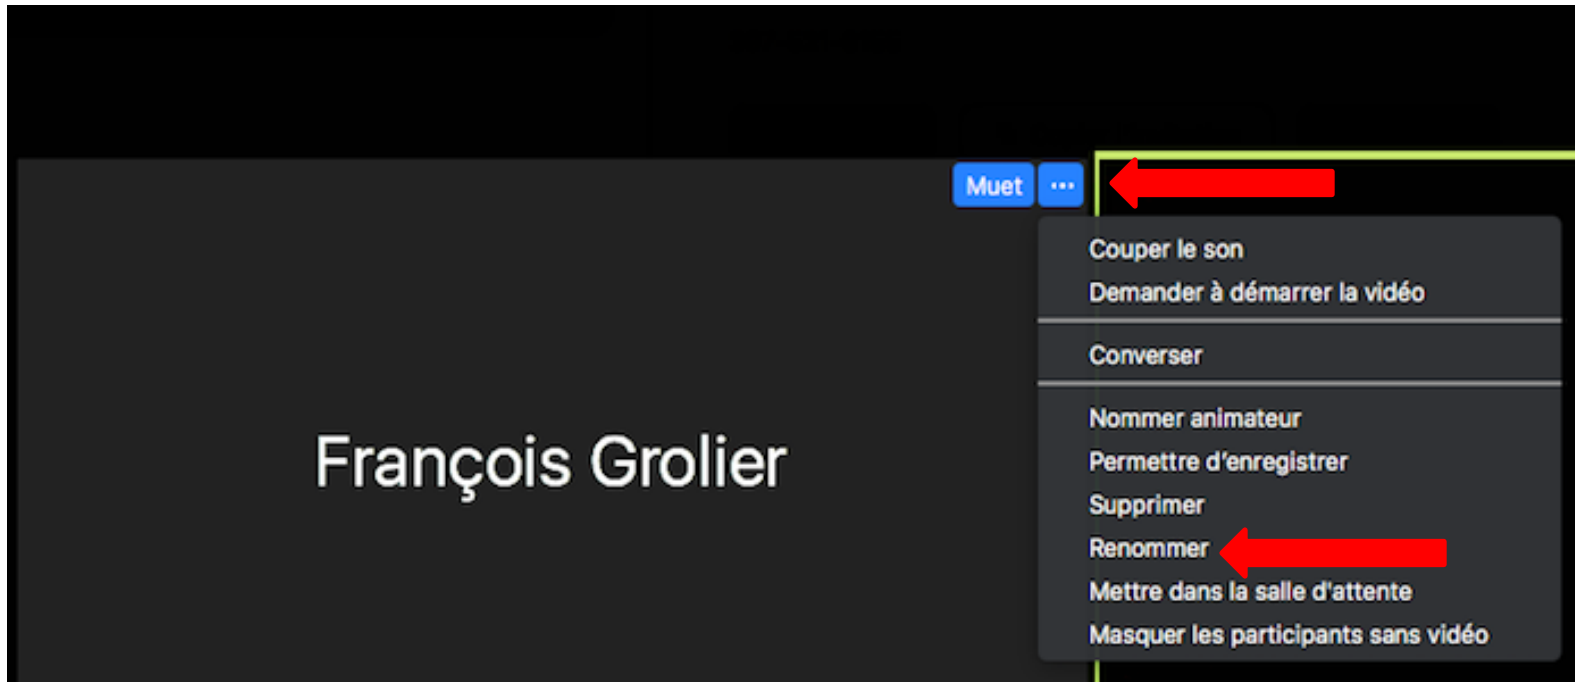 Muet ···
Couper le son
Demander à démarrer la vidéo
Converser
Nommer animateur
Permettre d’enregistrer
Supprimer
Renommer
Mettre dans la salle d'attente
Masquer les participants sans vidéo
François Grolier